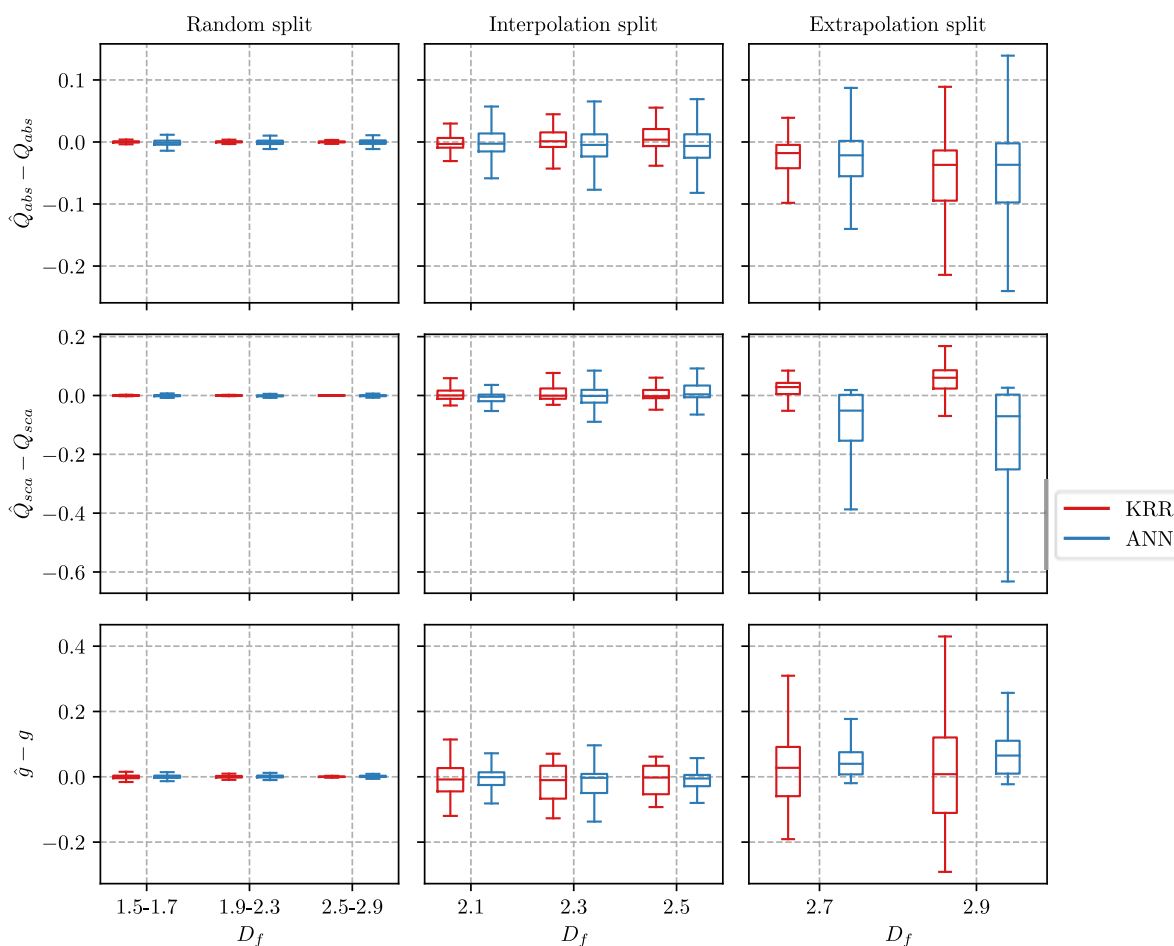 Random split
Interpolation split
Extrapolation split
Q̂abs − Qabs
0.1
0.0
−0.1
−0.2
Q̂sca − Qsca
0.2
0.0
−0.2
−0.4
−0.6
KRR
ANN
ĝ − g
0.4
0.2
0.0
−0.2
1.5-1.7 1.9-2.3 2.5-2.9
2.1 2.3 2.5
2.7 2.9
Df
Df
Df